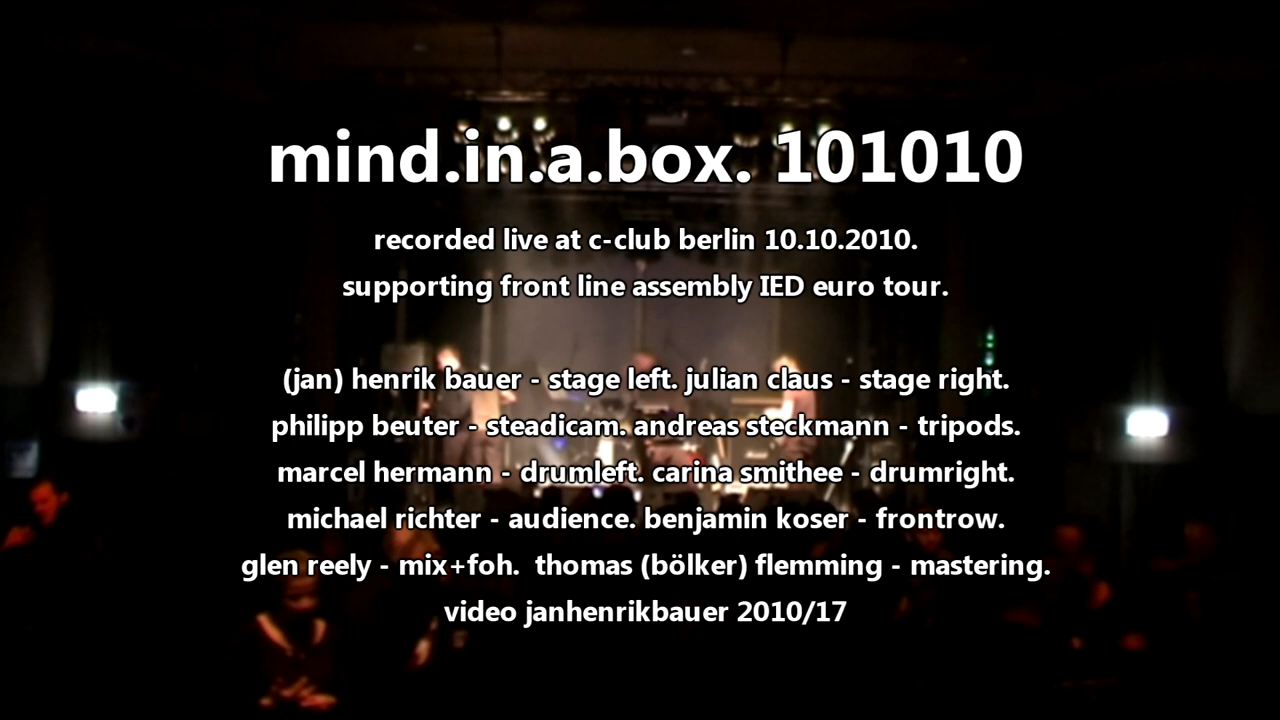 mind.in.a.box. 101010
recorded live at c-club berlin 10.10.2010.
supporting front line assembly IED euro tour.
(jan) henrik bauer - stage left. julian claus - stage right.
philipp beuter - steadicam. andreas steckmann - tripods.
marcel hermann - drumleft. carina smithee - drumright.
michael richter - audience. benjamin koser - frontrow.
glen reely - mix+foh.  thomas (bölker) flemming - mastering.
video janhenrikbauer 2010/17